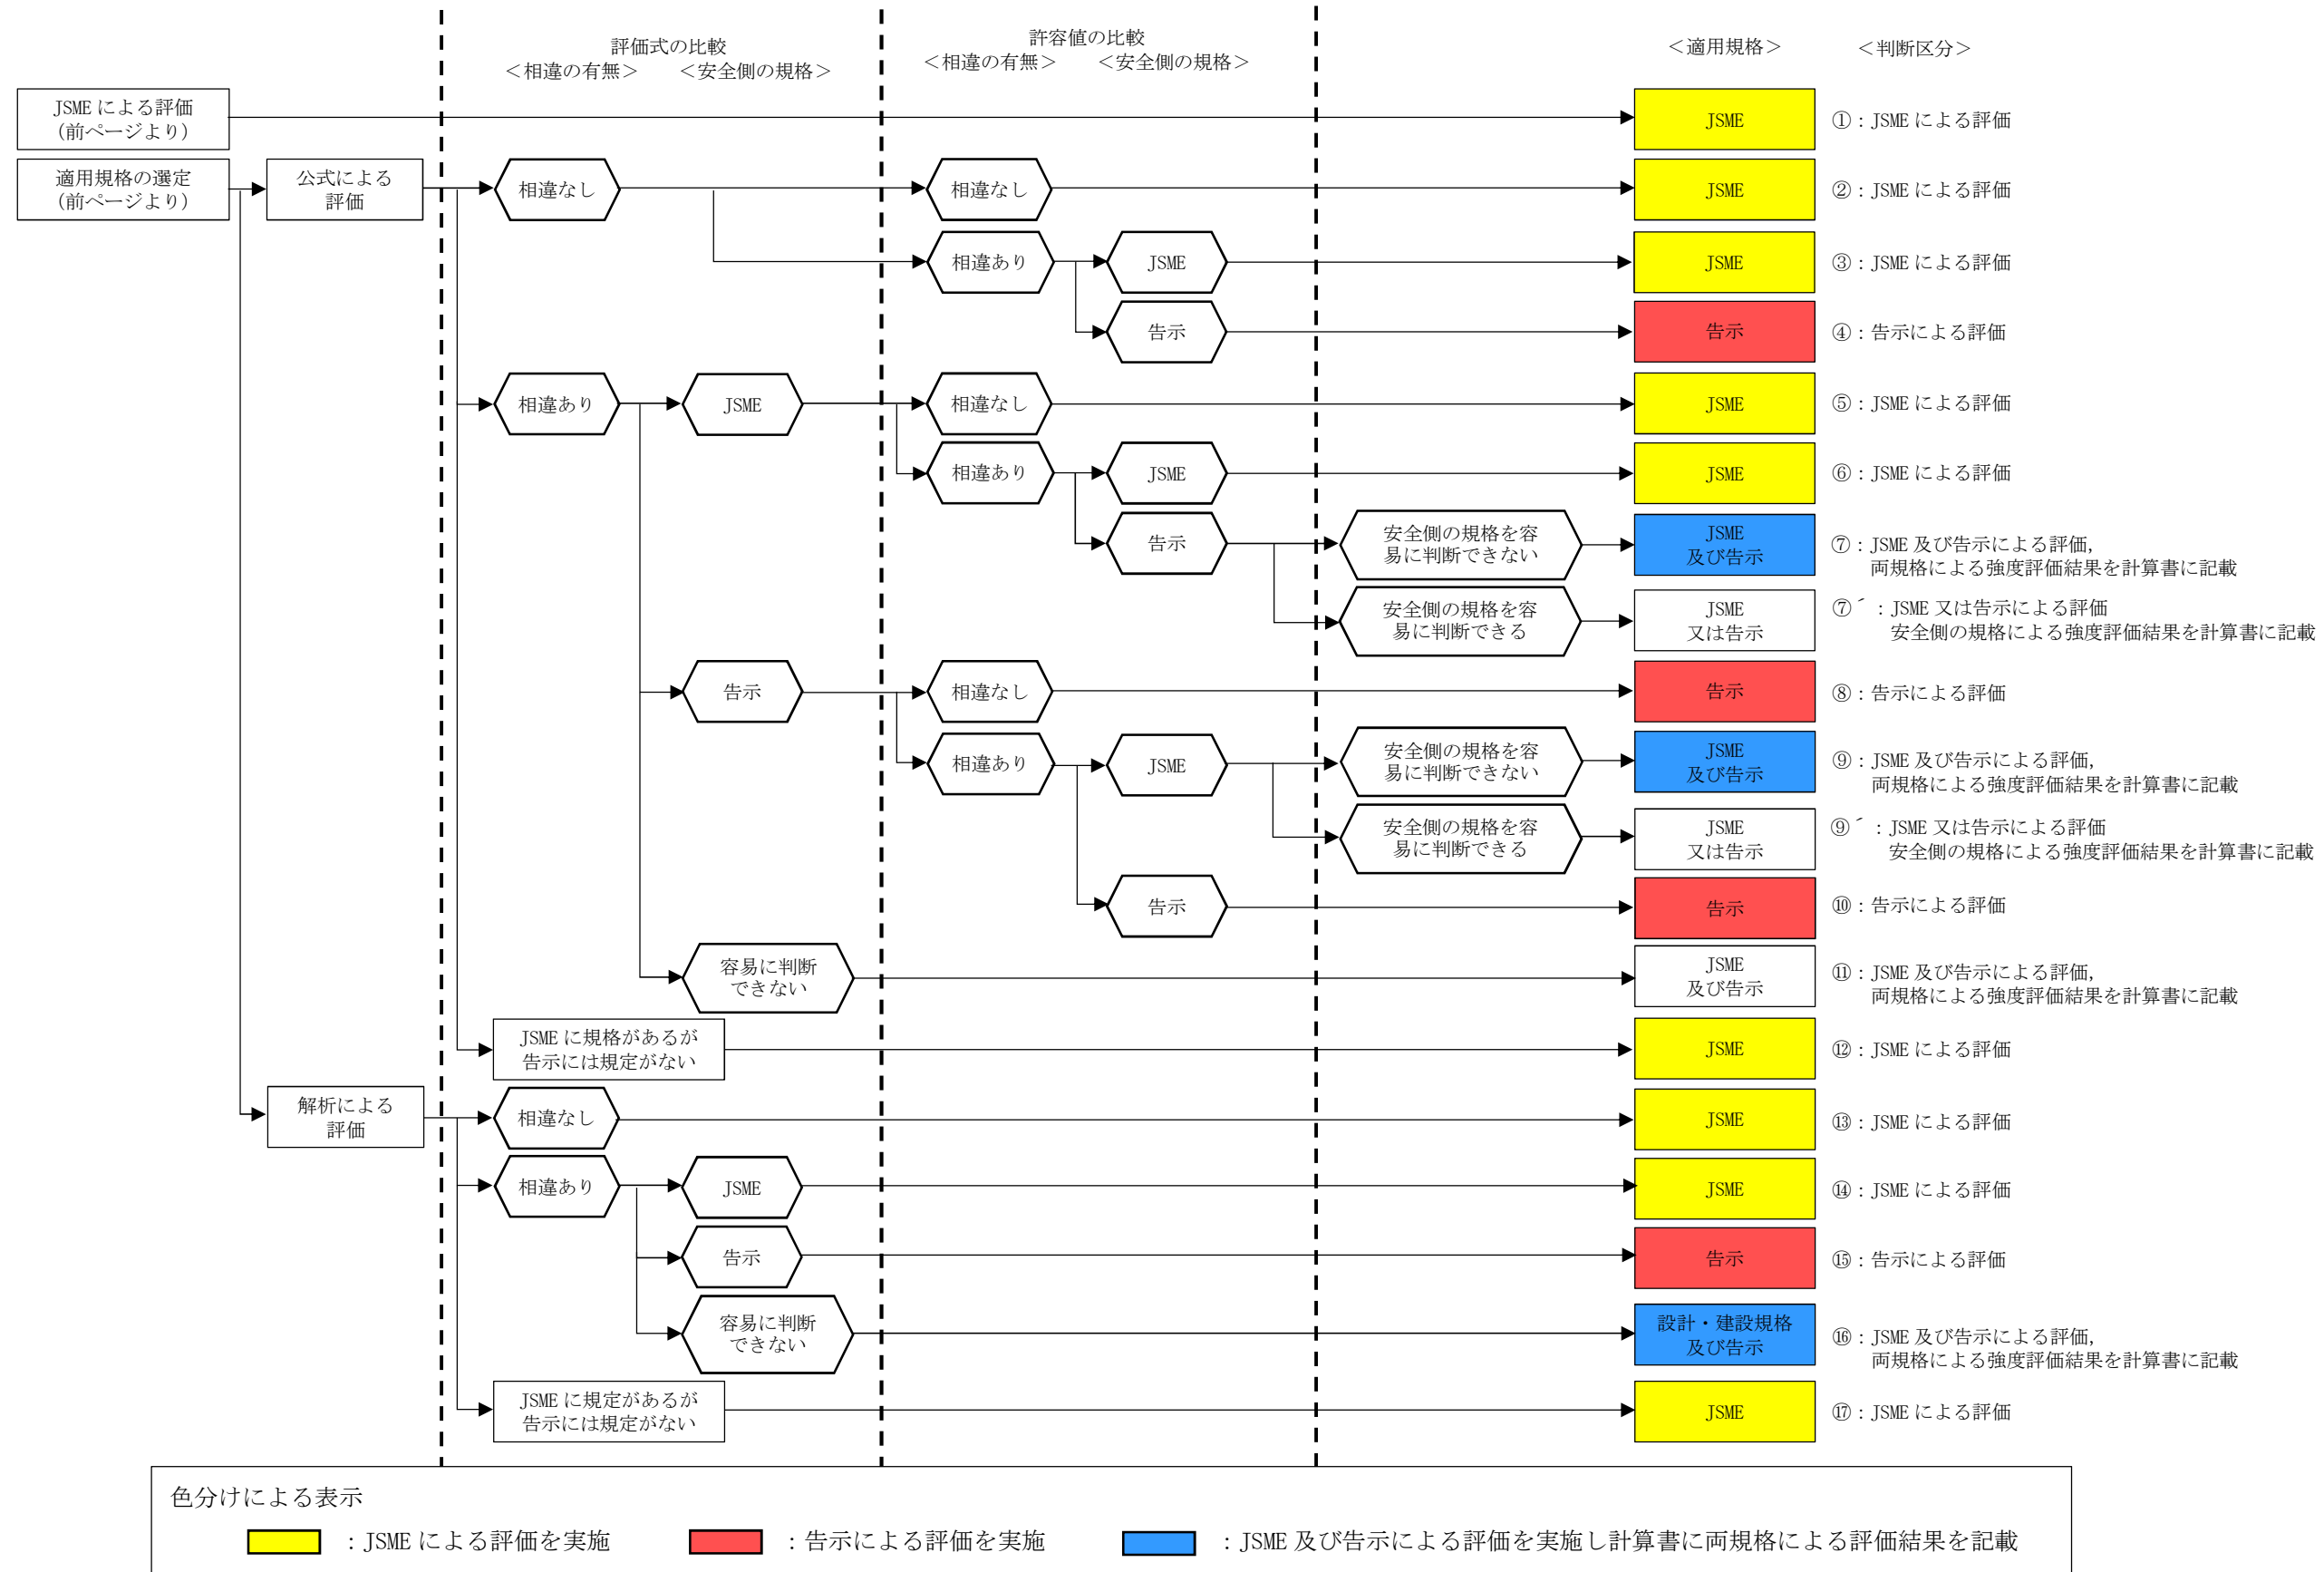 評価式の比較
＜相違の有無＞ ＜安全側の規格＞
許容値の比較
＜相違の有無＞ ＜安全側の規格＞
＜適用規格＞ ＜判断区分＞
JSME による評価
(前ページより)
JSME
①：JSME による評価
適用規格の選定
(前ページより)
公式による
評価
相違なし
相違なし
JSME
②：JSME による評価
相違あり
JSME
JSME
③：JSME による評価
告示
告示
④：告示による評価
相違あり
JSME
相違なし
JSME
⑤：JSME による評価
相違あり
JSME
JSME
⑥：JSME による評価
告示
安全側の規格を容
易に判断できない
JSME
及び告示
⑦：JSME 及び告示による評価,
両規格による強度評価結果を計算書に記載
安全側の規格を容
易に判断できる
JSME
又は告示
⑦´：JSME 又は告示による評価
安全側の規格による強度評価結果を計算書に記載
告示
相違なし
告示
⑧：告示による評価
相違あり
JSME
安全側の規格を容
易に判断できない
JSME
及び告示
⑨：JSME 及び告示による評価,
両規格による強度評価結果を計算書に記載
安全側の規格を容
易に判断できる
JSME
又は告示
⑨´：JSME 又は告示による評価
安全側の規格による強度評価結果を計算書に記載
告示
告示
⑩：告示による評価
容易に判断
できない
JSME
及び告示
⑪：JSME 及び告示による評価,
両規格による強度評価結果を計算書に記載
JSME に規格があるが
告示には規定がない
JSME
⑫：JSME による評価
解析による
評価
相違なし
JSME
⑬：JSME による評価
相違あり
JSME
JSME
⑭：JSME による評価
告示
告示
⑮：告示による評価
容易に判断
できない
設計・建設規格
及び告示
⑯：JSME 及び告示による評価,
両規格による強度評価結果を計算書に記載
JSME に規定があるが
告示には規定がない
JSME
⑰：JSME による評価
色分けによる表示
：JSME による評価を実施
：告示による評価を実施
：JSME 及び告示による評価を実施し計算書に両規格による評価結果を記載